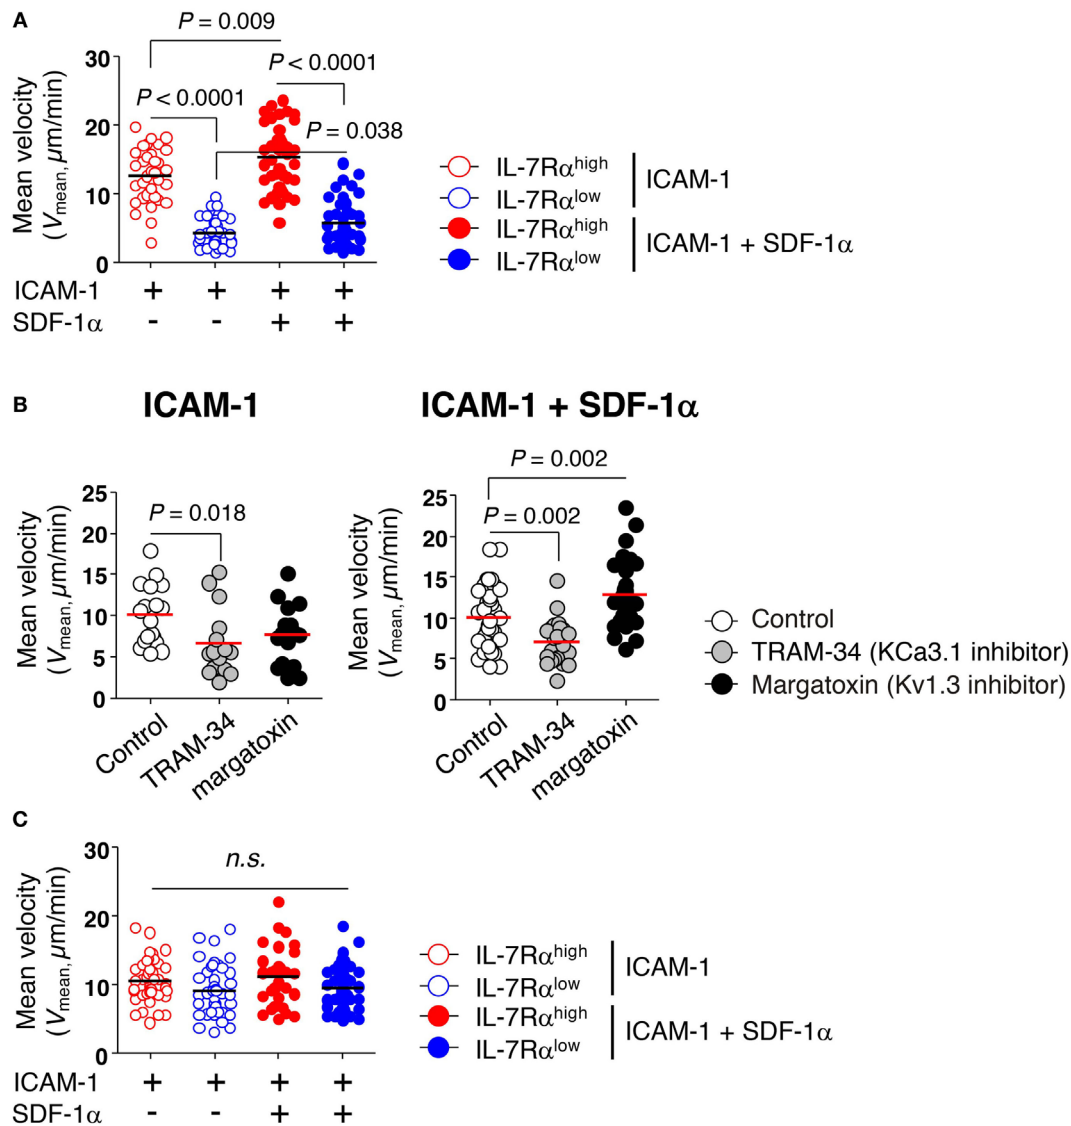 A
P = 0.009
P < 0.0001
P < 0.0001
P = 0.038
Mean velocity
(Vmean, µm/min)
30
20
10
0
ICAM-1 + + + +
SDF-1α - - + +
IL-7Rαhigh
IL-7Rαlow
ICAM-1
IL-7Rαhigh
IL-7Rαlow
ICAM-1 + SDF-1α
B
ICAM-1
P = 0.018
Mean velocity
(Vmean, µm/min)
25
20
15
10
5
0
Control
TRAM-34
margatoxin
ICAM-1 + SDF-1α
P = 0.002
P = 0.002
Mean velocity
(Vmean, µm/min)
25
20
15
10
5
0
Control
TRAM-34
margatoxin
Control
TRAM-34 (KCa3.1 inhibitor)
Margatoxin (Kv1.3 inhibitor)
C
n.s.
Mean velocity
(Vmean, µm/min)
30
20
10
0
ICAM-1 + + + +
SDF-1α - - + +
IL-7Rαhigh
IL-7Rαlow
ICAM-1
IL-7Rαhigh
IL-7Rαlow
ICAM-1 + SDF-1α